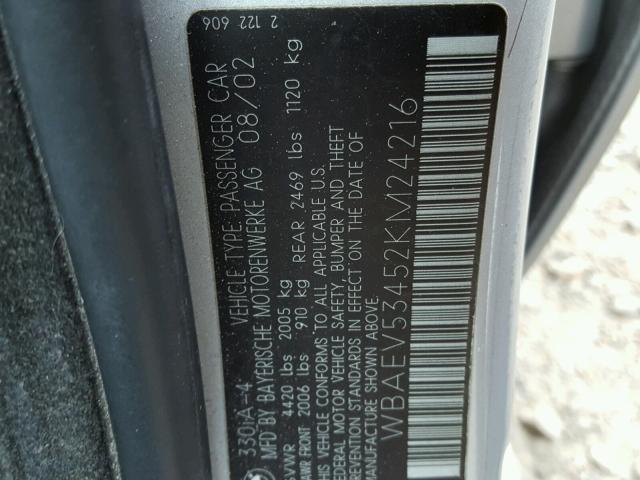 2 122 606
330iA-4 VEHICLE TYPE: PASSENGER CAR
MFD BY BAYERISCHE MOTORENWERKE AG 08/02
GVWR 4420 lbs 2005 kg
GAWR FRONT: 2006 lbs 910 kg REAR 2469 lbs 1120 kg
THIS VEHICLE CONFORMS TO ALL APPLICABLE U.S.
FEDERAL MOTOR VEHICLE SAFETY, BUMPER AND THEFT
STANDARDS IN EFFECT ON THE DATE OF
MANUFACTURE SHOWN ABOVE
WBAEV53452KM24216